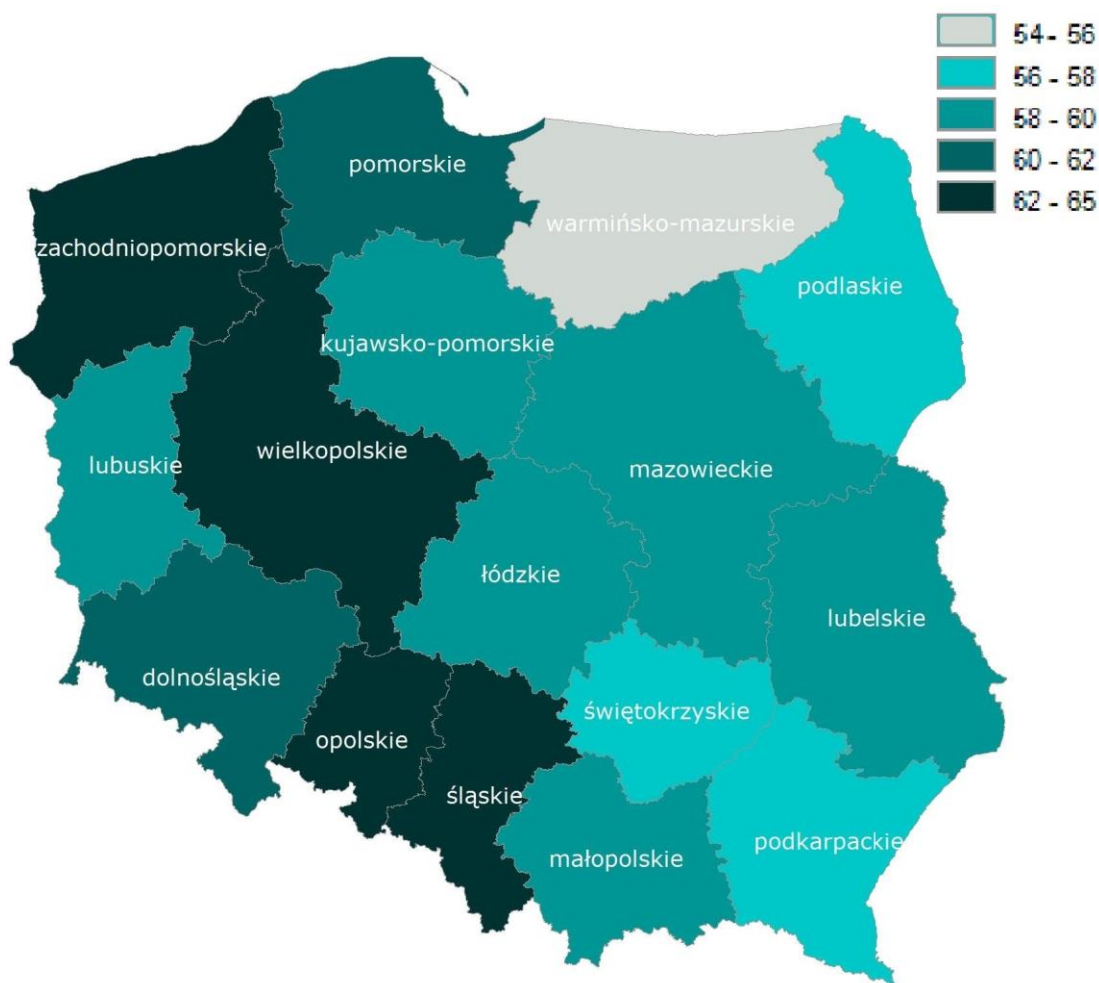 54 - 56
56 - 58
58 - 60
60 - 62
62 - 65
pomorskie
warmińsko-mazurskie
zachodniopomorskie
podlaskie
kujawsko-pomorskie
wielkopolskie
lubuskie
mazowieckie
łódzkie
lubelskie
dolnośląskie
świętokrzyskie
opolskie
śląskie
podkarpackie
małopolskie